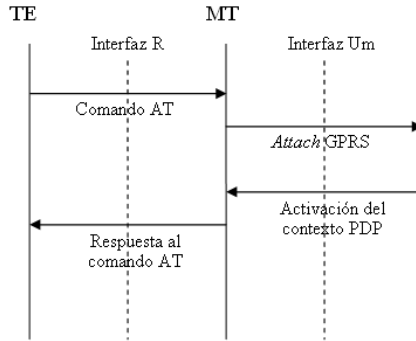 TE
MT
Interfaz R
Interfaz Um
Comando AT
Attach GPRS
Activación del
contexto PDP
Respuesta al
comando AT